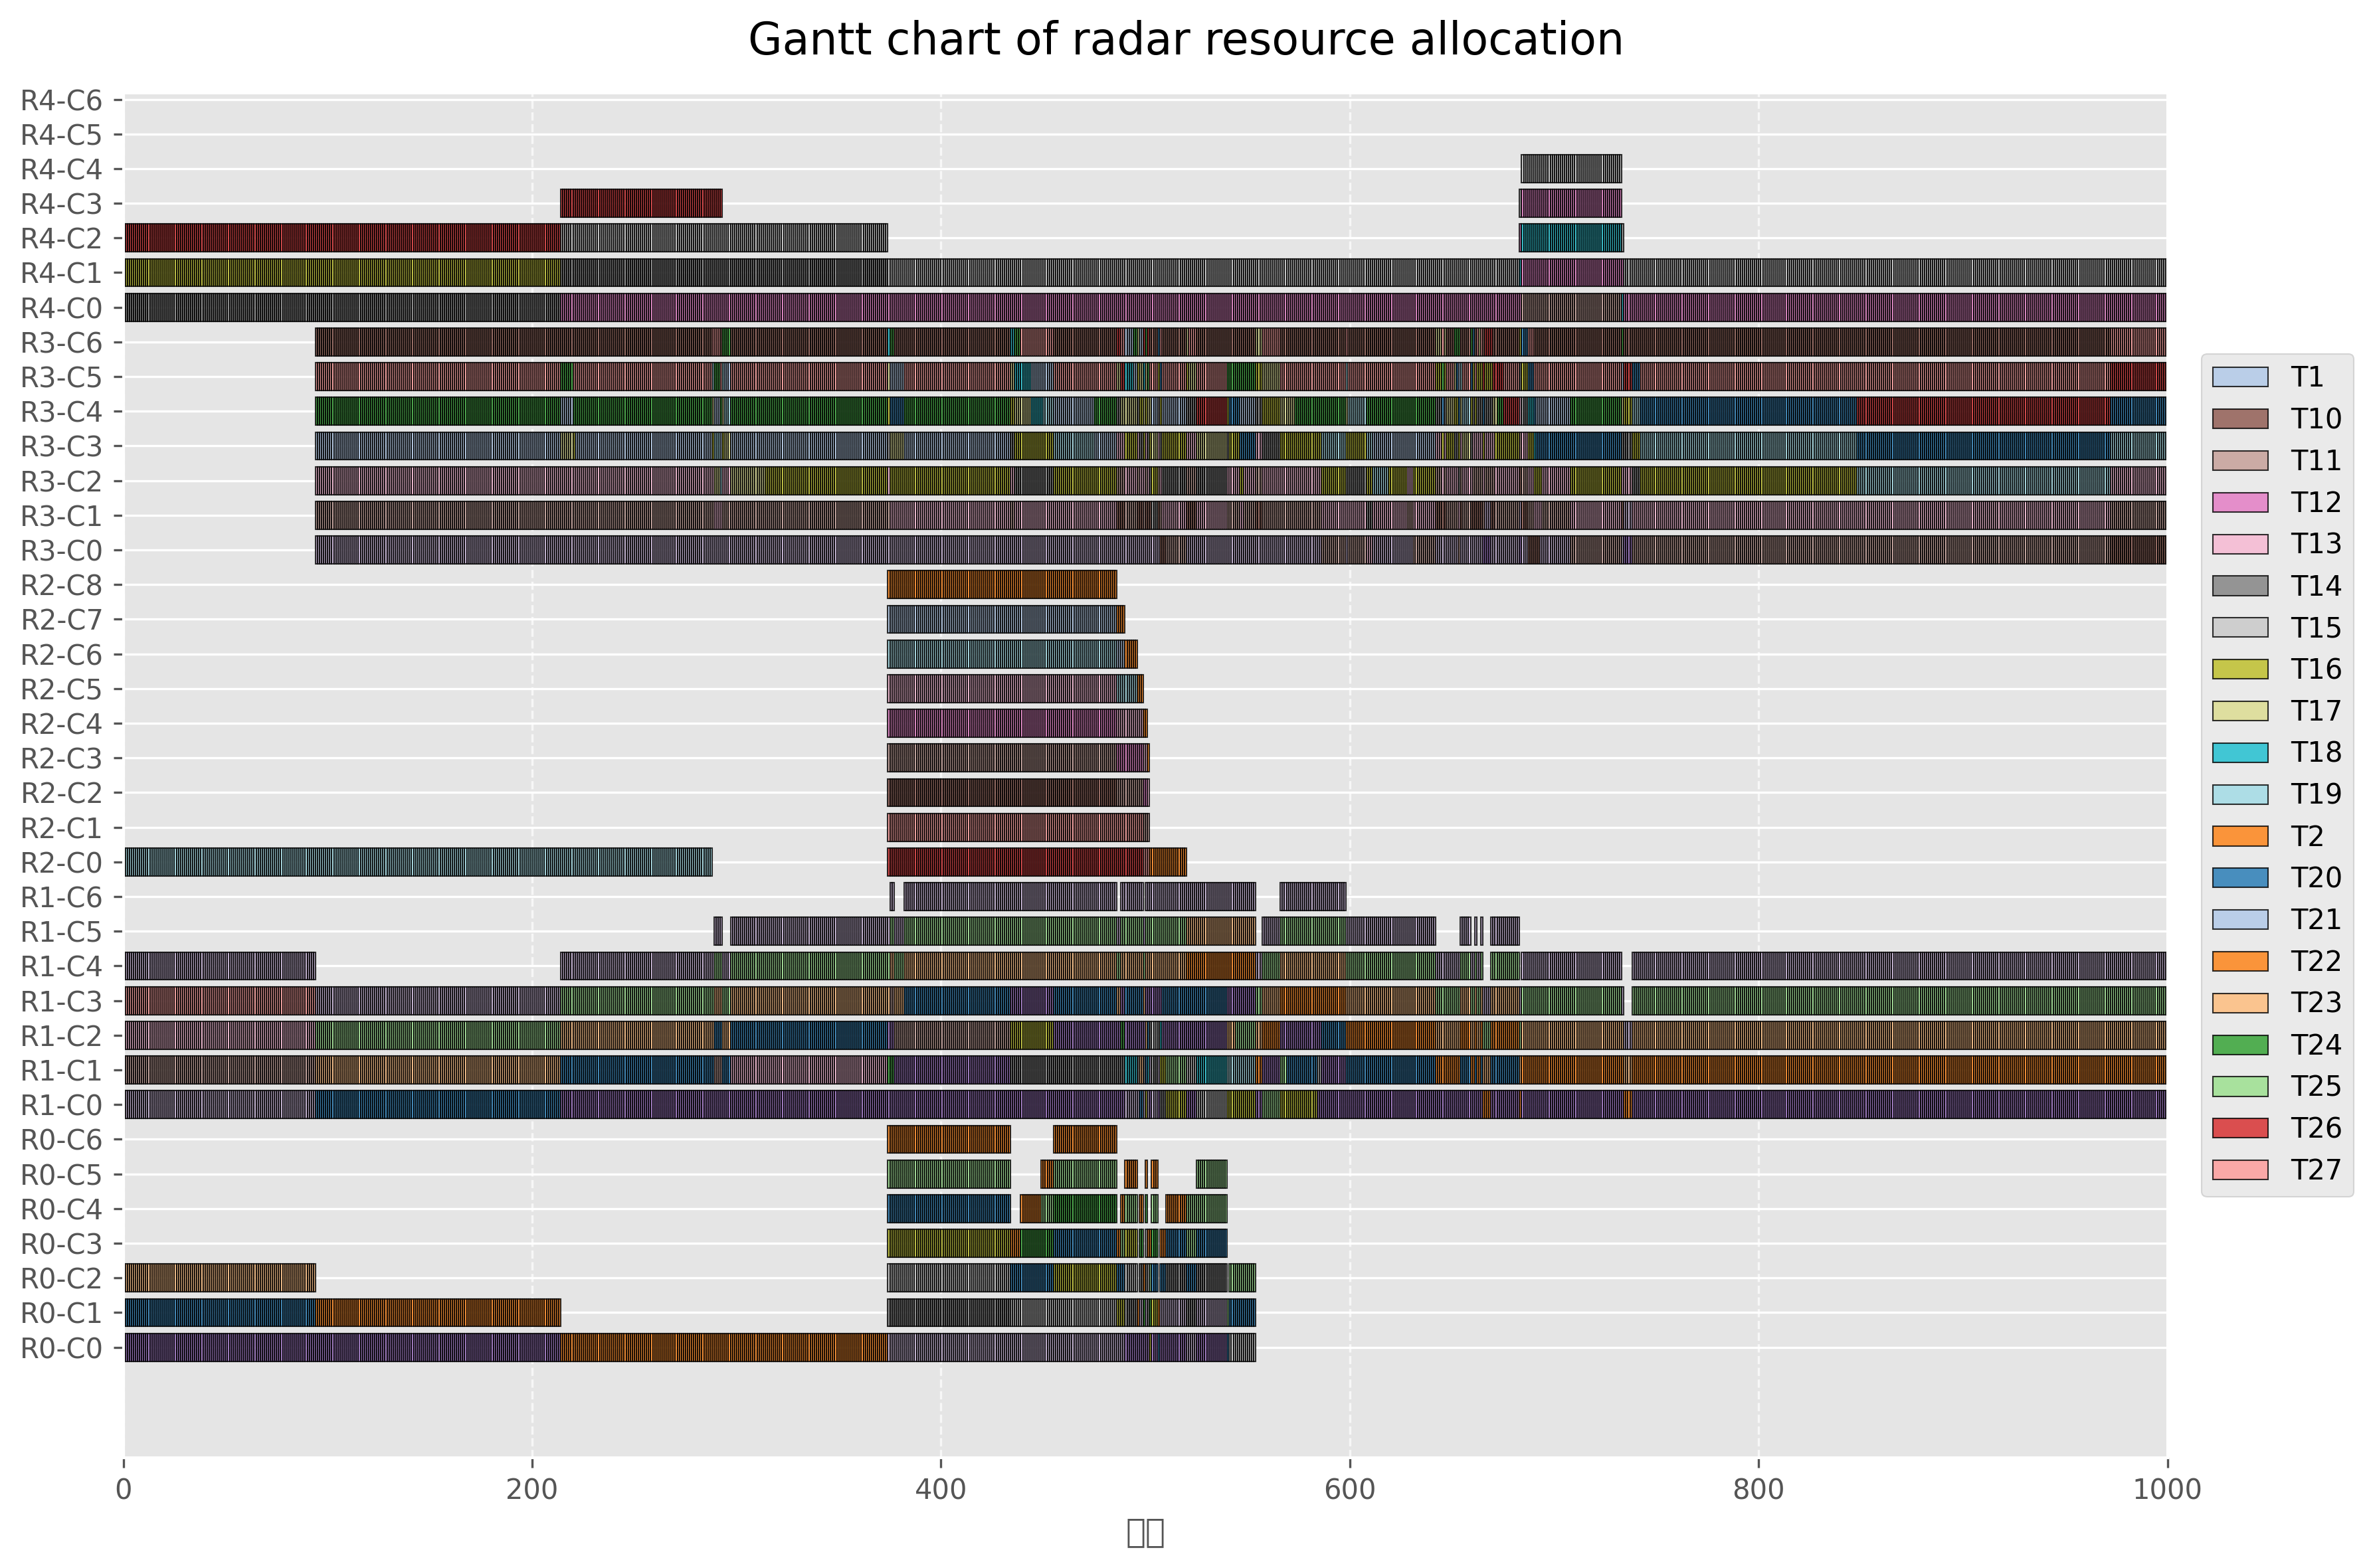 Gantt chart of radar resource allocation
R4-C6
R4-C5
R4-C4
R4-C3
R4-C2
R4-C1
R4-C0
R3-C6
R3-C5
R3-C4
R3-C3
R3-C2
R3-C1
R3-C0
R2-C8
R2-C7
R2-C6
R2-C5
R2-C4
R2-C3
R2-C2
R2-C1
R2-C0
R1-C6
R1-C5
R1-C4
R1-C3
R1-C2
R1-C1
R1-C0
R0-C6
R0-C5
R0-C4
R0-C3
R0-C2
R0-C1
R0-C0
0 200 400 600 800 1000
T1
T10
T11
T12
T13
T14
T15
T16
T17
T18
T19
T2
T20
T21
T22
T23
T24
T25
T26
T27